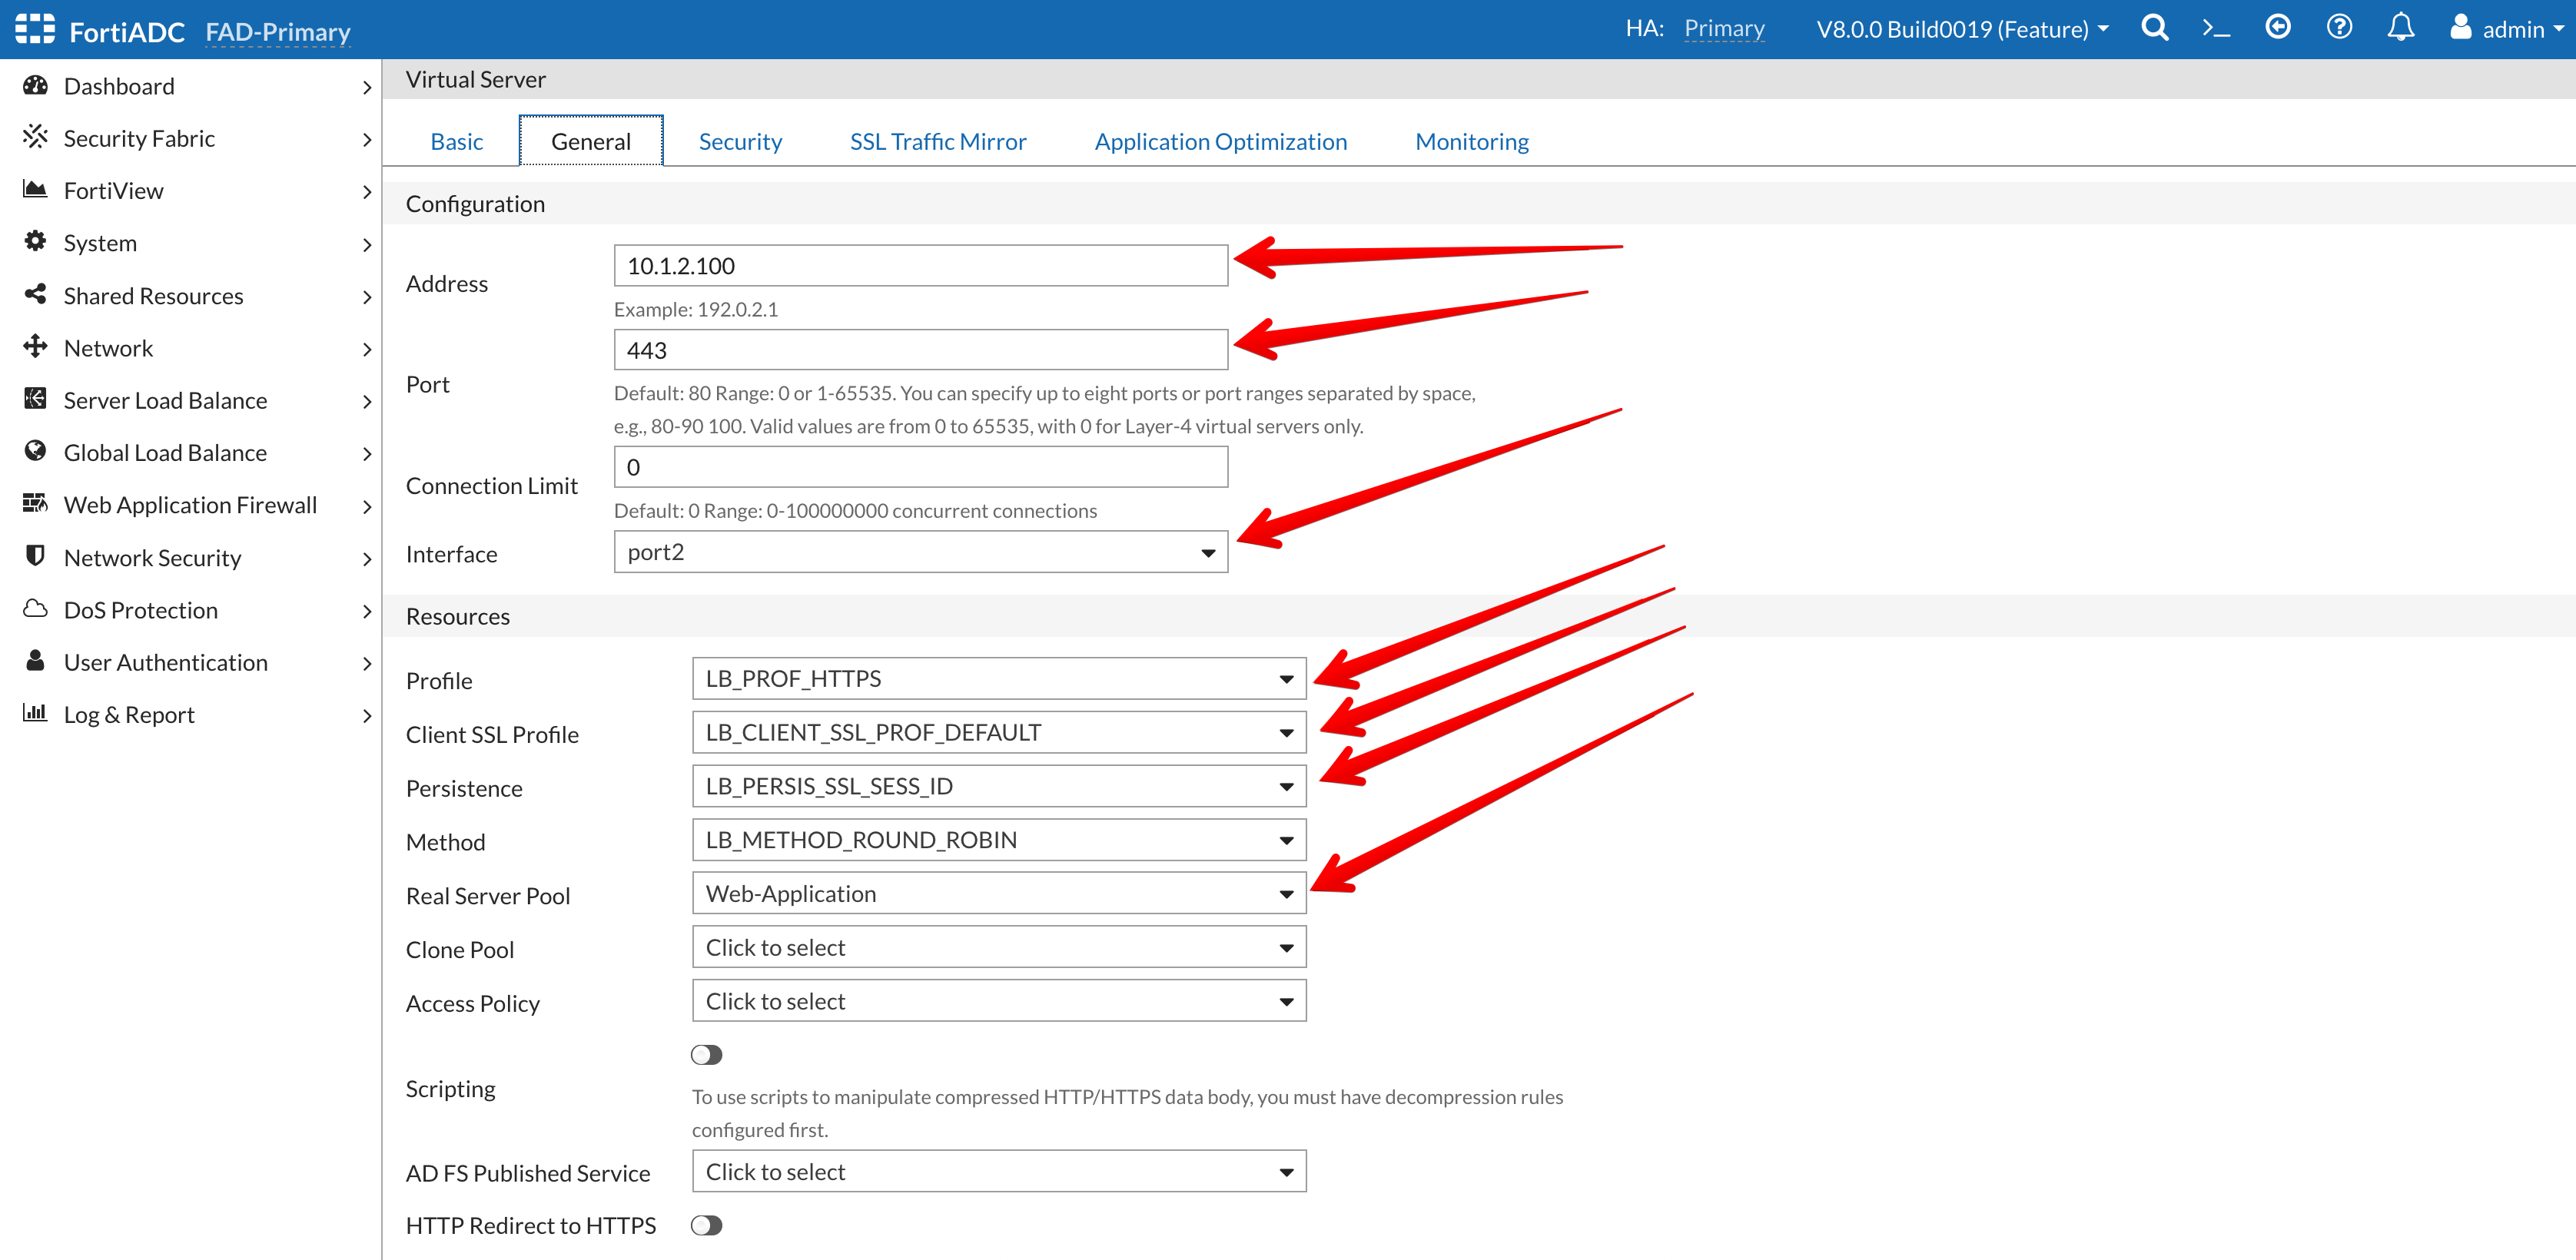 FortiADC FAD-Primary HA: Primary V8.0.0 Build0019 (Feature) admin
Dashboard
Security Fabric
FortiView
System
Shared Resources
Network
Server Load Balance
Global Load Balance
Web Application Firewall
Network Security
DoS Protection
User Authentication
Log & Report
Virtual Server
Basic General Security SSL Traffic Mirror Application Optimization Monitoring
Configuration
Address 10.1.2.100
Example: 192.0.2.1
Port 443
Default: 80 Range: 0 or 1-65535. You can specify up to eight ports or port ranges separated by space,
e.g., 80-90 100. Valid values are from 0 to 65535, with 0 for Layer-4 virtual servers only.
Connection Limit 0
Default: 0 Range: 0-100000000 concurrent connections
Interface port2
Resources
Profile LB_PROF_HTTPS
Client SSL Profile LB_CLIENT_SSL_PROF_DEFAULT
Persistence LB_PERSIS_SSL_SESS_ID
Method LB_METHOD_ROUND_ROBIN
Real Server Pool Web-Application
Clone Pool Click to select
Access Policy Click to select
Scripting
To use scripts to manipulate compressed HTTP/HTTPS data body, you must have decompression rules
configured first.
AD FS Published Service Click to select
HTTP Redirect to HTTPS